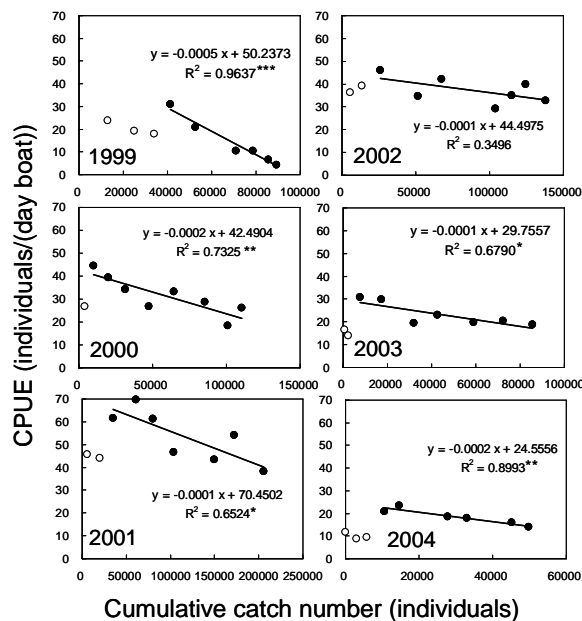 CPUE (individuals/(day boat))
70
60
50
40
30
20
10
0
y = -0.0005 x + 50.2373
R² = 0.9637***
1999
0 20000 40000 60000 80000 100000
70
60
50
40
30
20
10
0
y = -0.0001 x + 44.4975
R² = 0.3496
2002
0 50000 100000 150000
70
60
50
40
30
20
10
0
y = -0.0002 x + 42.4904
R² = 0.7325 **
2000
0 50000 100000 150000
70
60
50
40
30
20
10
0
y = -0.0001 x + 29.7557
R² = 0.6790*
2003
0 20000 40000 60000 80000 100000
70
60
50
40
30
20
10
0
y = -0.0001 x + 70.4502
R² = 0.6524*
2001
0 50000 100000 150000 200000 250000
70
60
50
40
30
20
10
0
y = -0.0002 x + 24.5556
R² = 0.8993**
2004
0 20000 40000 60000
Cumulative catch number (individuals)